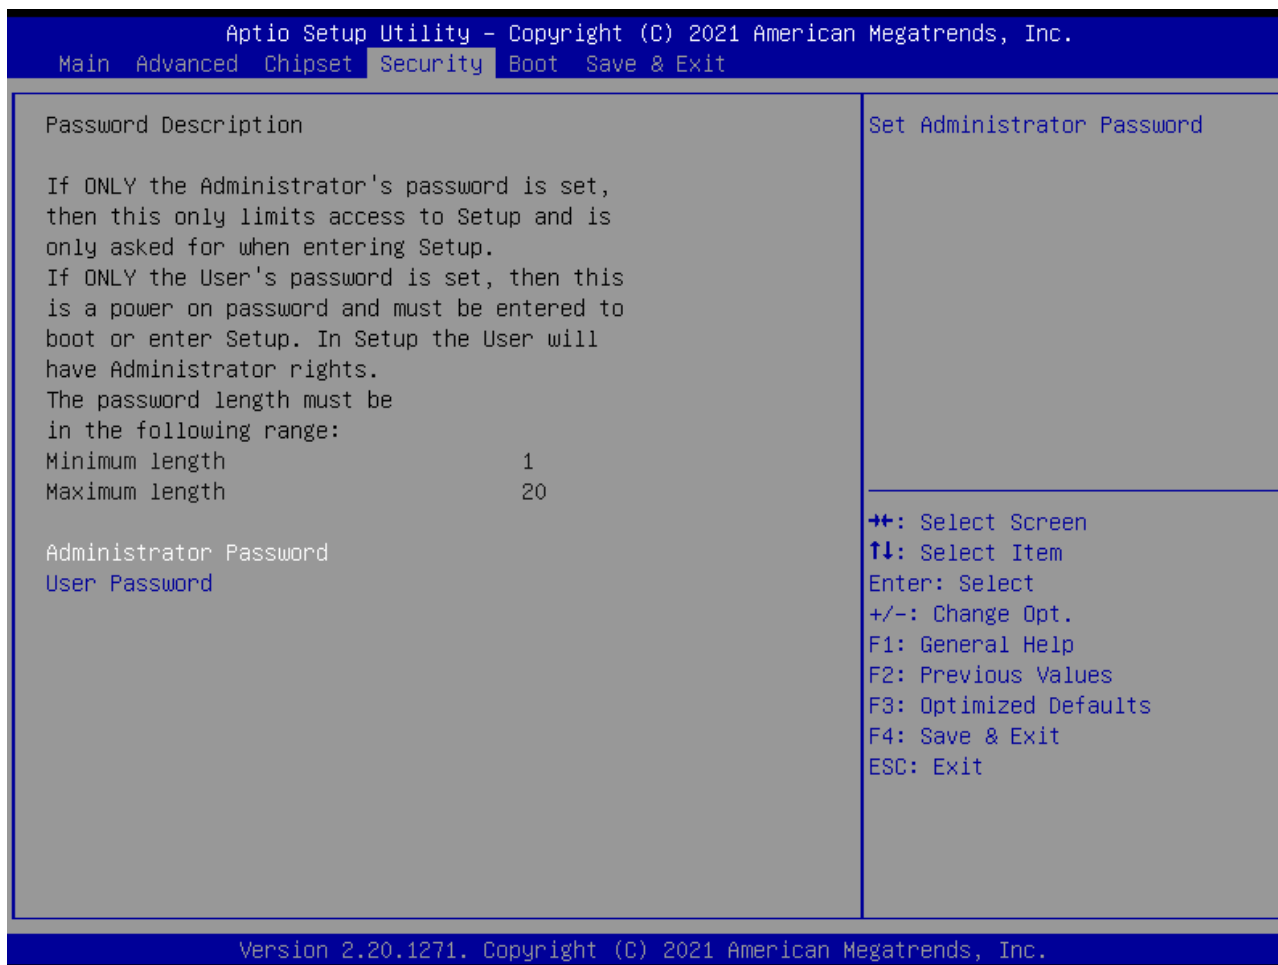 Aptio Setup Utility – Copyright (C) 2021 American Megatrends, Inc.
Main Advanced Chipset Security Boot Save & Exit
Password Description
If ONLY the Administrator's password is set,
then this only limits access to Setup and is
only asked for when entering Setup.
If ONLY the User's password is set, then this
is a power on password and must be entered to
boot or enter Setup. In Setup the User will
have Administrator rights.
The password length must be
in the following range:
Minimum length 1
Maximum length 20
Administrator Password
User Password
Set Administrator Password
→←: Select Screen
↑↓: Select Item
Enter: Select
+/-: Change Opt.
F1: General Help
F2: Previous Values
F3: Optimized Defaults
F4: Save & Exit
ESC: Exit
Version 2.20.1271. Copyright (C) 2021 American Megatrends, Inc.